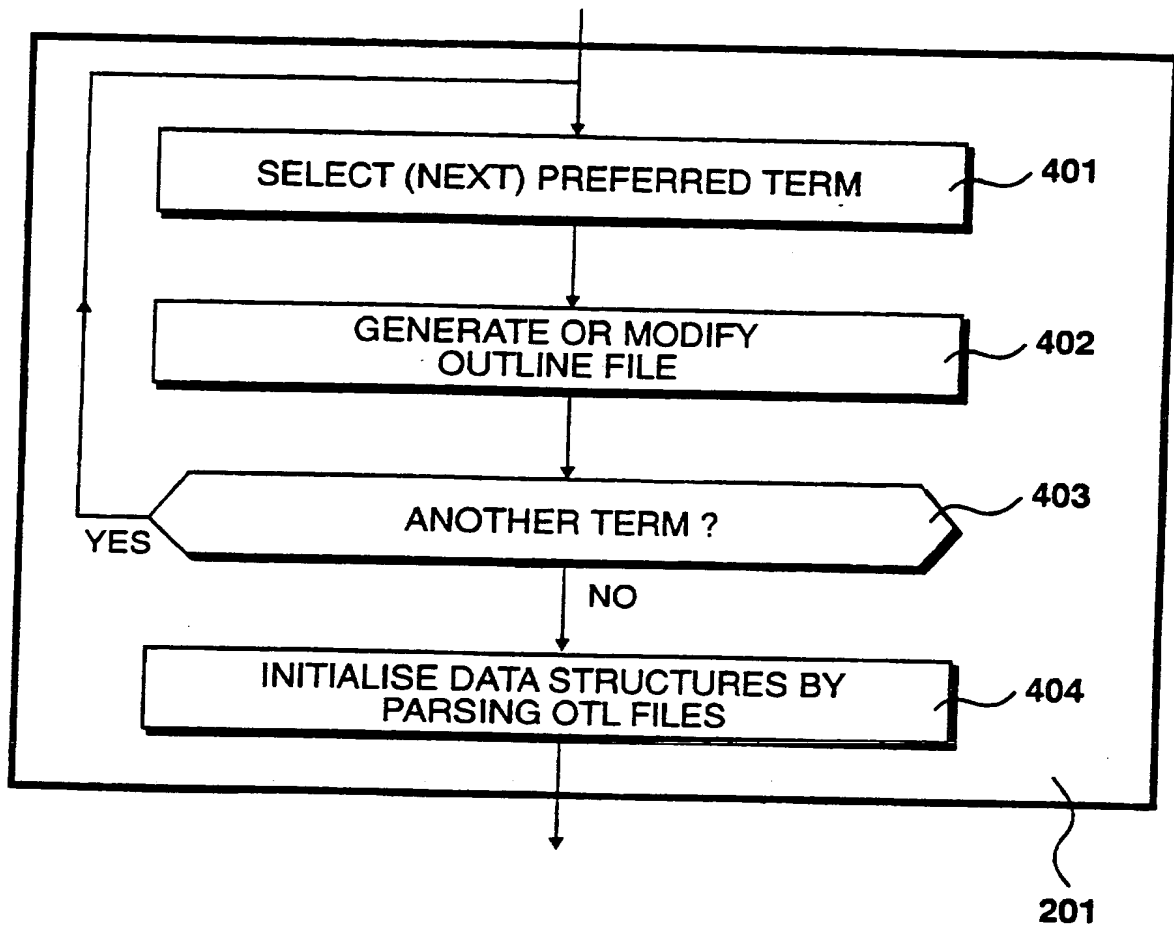 SELECT (NEXT) PREFERRED TERM
401
GENERATE OR MODIFY
OUTLINE FILE
402
ANOTHER TERM ?
403
YES
NO
INITIALISE DATA STRUCTURES BY
PARSING OTL FILES
404
201